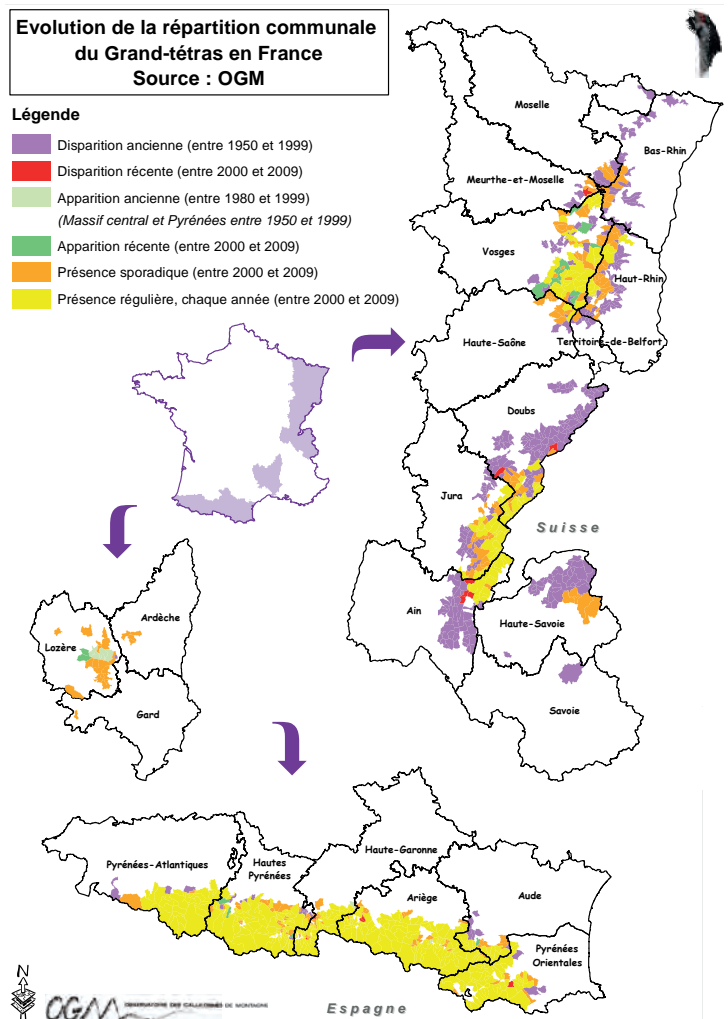 Evolution de la répartition communale
du Grand-tétras en France
Source : OGM
Légende
Disparition ancienne (entre 1950 et 1999)
Disparition récente (entre 2000 et 2009)
Apparition ancienne (entre 1980 et 1999)
(Massif central et Pyrénées entre 1950 et 1999)
Apparition récente (entre 2000 et 2009)
Présence sporadique (entre 2000 et 2009)
Présence régulière, chaque année (entre 2000 et 2009)
Moselle
Bas-Rhin
Meurthe-et-Moselle
Vosges
Haut-Rhin
Haute-Saône
Territoire-de-Belfort
Doubs
Jura
Suisse
Ain
Haute-Savoie
Savoie
Ardèche
Lozère
Gard
Haute-Garonne
Pyrénées-Atlantiques
Hautes
Pyrénées
Ariège
Aude
Pyrénées
Orientales
Espagne
N
OGM
OBSERVATOIRE DES GALLIFORMES DE MONTAGNE